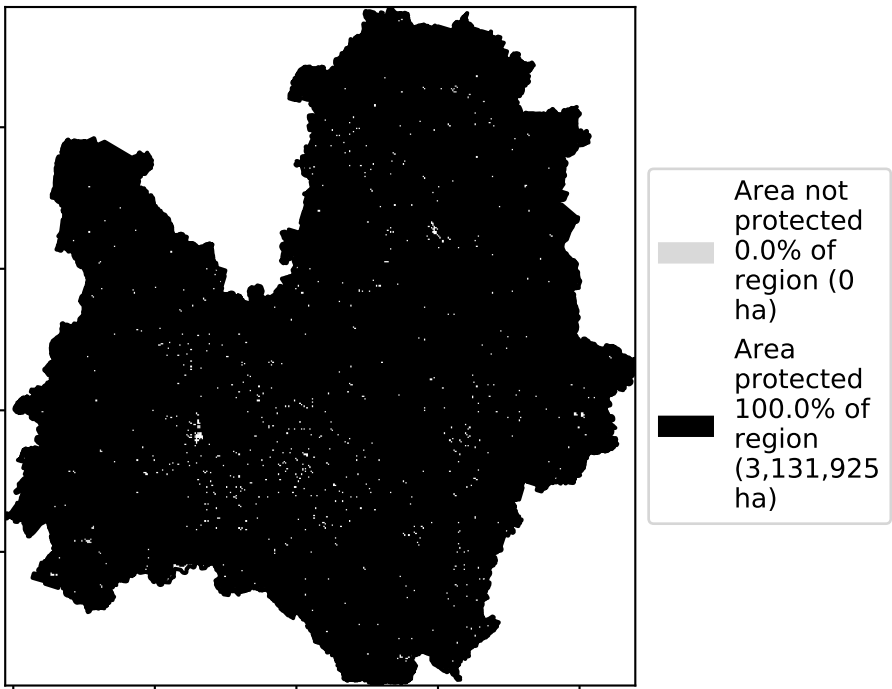 Area not
protected
0.0% of
region (0
ha)
Area
protected
100.0% of
region
(3,131,925
ha)